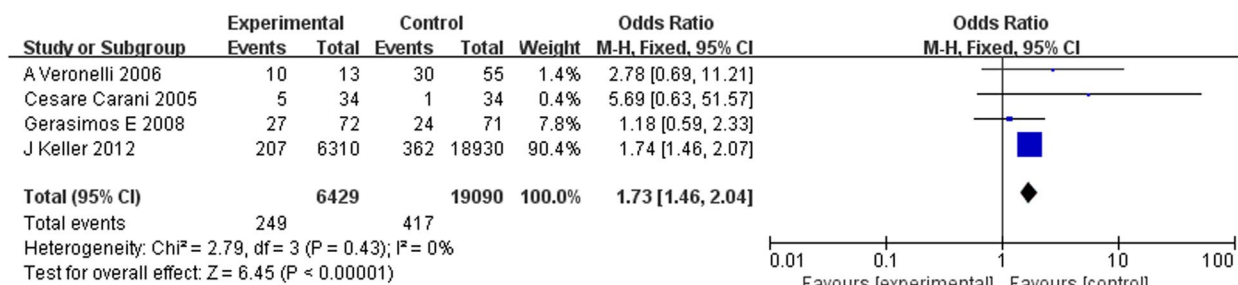 Experimental Control Odds Ratio Odds Ratio
Study or Subgroup Events Total Events Total Weight M-H, Fixed, 95% CI M-H, Fixed, 95% CI
A Veronelli 2006 10 13 30 55 1.4% 2.78 [0.69, 11.21]
Cesare Carani 2005 5 34 1 34 0.4% 5.69 [0.63, 51.57]
Gerasimos E 2008 27 72 24 71 7.8% 1.18 [0.59, 2.33]
J Keller 2012 207 6310 362 18930 90.4% 1.74 [1.46, 2.07]
Total (95% CI) 6429 19090 100.0% 1.73 [1.46, 2.04]
Total events 249 417
Heterogeneity: Chi² = 2.79, df = 3 (P = 0.43); I² = 0%
Test for overall effect: Z = 6.45 (P < 0.00001)
0.01 0.1 1 10 100
Favours [experimental] Favours [control]